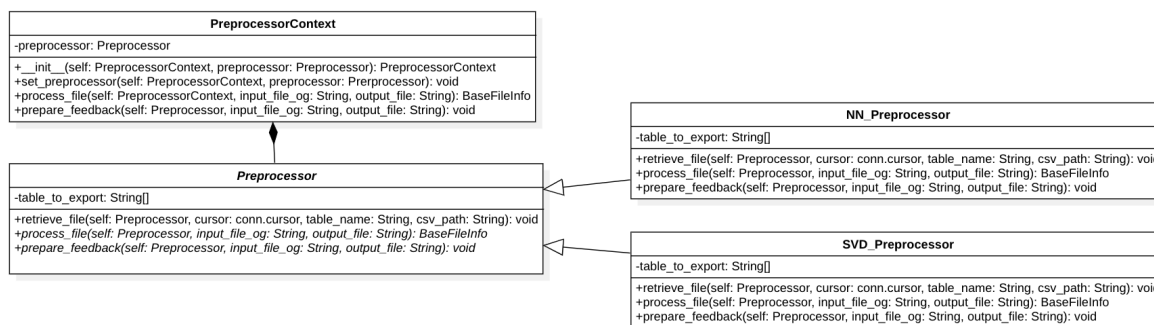 PreprocessorContext
-preprocessor: Preprocessor
+__init__(self: PreprocessorContext, preprocessor: Preprocessor): PreprocessorContext
+set_preprocessor(self: PreprocessorContext, preprocessor: Prerprocessor): void
+process_file(self: PreprocessorContext, input_file_og: String, output_file: String): BaseFileInfo
+prepare_feedback(self: Preprocessor, input_file_og: String, output_file: String): void
Preprocessor
-table_to_export: String[]
+retrieve_file(self: Preprocessor, cursor: conn.cursor, table_name: String, csv_path: String): void
+process_file(self: Preprocessor, input_file_og: String, output_file: String): BaseFileInfo
+prepare_feedback(self: Preprocessor, input_file_og: String, output_file: String): void
NN_Preprocessor
-table_to_export: String[]
+retrieve_file(self: Preprocessor, cursor: conn.cursor, table_name: String, csv_path: String): void
+process_file(self: Preprocessor, input_file_og: String, output_file: String): BaseFileInfo
+prepare_feedback(self: Preprocessor, input_file_og: String, output_file: String): void
SVD_Preprocessor
-table_to_export: String[]
+retrieve_file(self: Preprocessor, cursor: conn.cursor, table_name: String, csv_path: String): void
+process_file(self: Preprocessor, input_file_og: String, output_file: String): BaseFileInfo
+prepare_feedback(self: Preprocessor, input_file_og: String, output_file: String): void